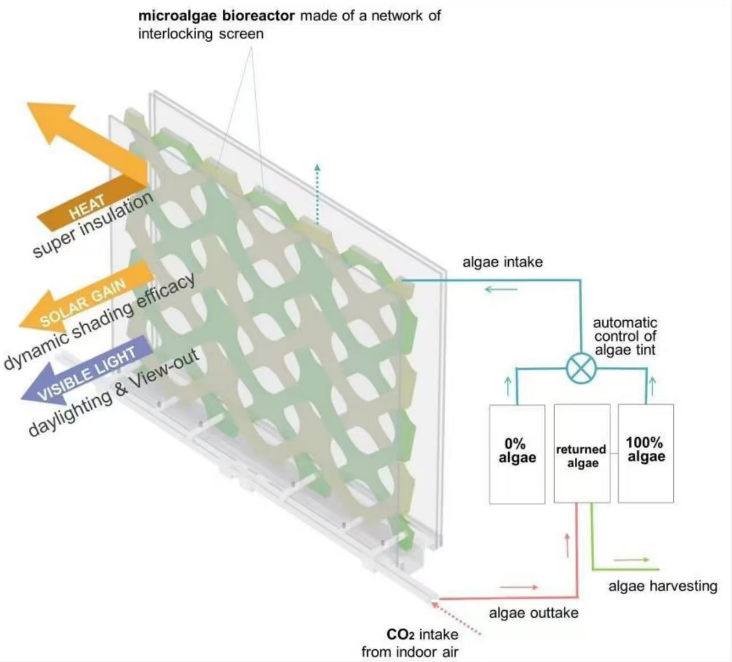 microalgae bioreactor made of a network of
interlocking screen
HEAT
super insulation
SOLAR GAIN
dynamic shading efficacy
VISIBLE LIGHT
daylighting & View-out
algae intake
automatic
control of
algae tint
0%
algae
returned
algae
100%
algae
algae harvesting
algae outtake
CO₂ intake
from indoor air